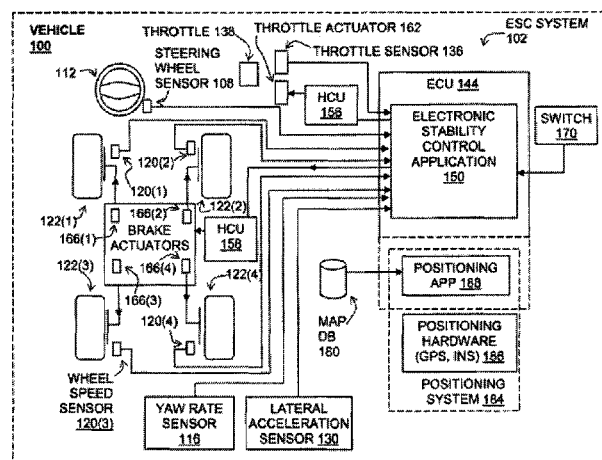 VEHICLE
100
THROTTLE 138
THROTTLE ACTUATOR 162
THROTTLE SENSOR 136
ESC SYSTEM
102
STEERING
WHEEL
SENSOR 108
112
ECU 144
HCU
156
ELECTRONIC
STABILITY
CONTROL
APPLICATION
150
SWITCH
170
120(2)
120(1)
122(1)
166(2)
122(2)
166(1)
BRAKE
ACTUATORS
HCU
158
122(3)
166(4)
122(4)
166(3)
120(4)
MAP
DB
180
POSITIONING
APP 168
POSITIONING
HARDWARE
(GPS, INS) 186
POSITIONING
SYSTEM 164
WHEEL
SPEED
SENSOR
120(3)
YAW RATE
SENSOR
116
LATERAL
ACCELERATION
SENSOR 130